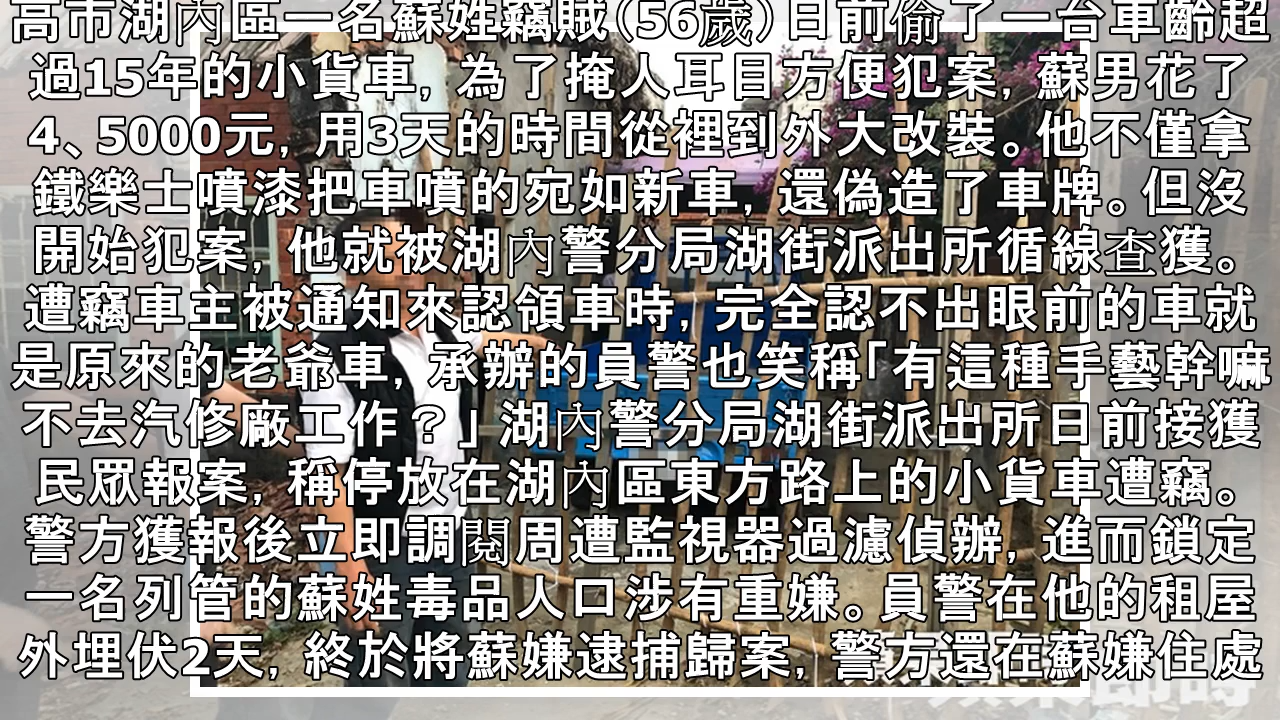 高市湖內區一名蘇姓竊賊(56歲)日前偷了一台車齡超
過15年的小貨車, 為了掩人耳目方便犯案, 蘇男花了
4、5000元, 用3天的時間從裡到外大改裝。他不僅拿
鐵樂士噴漆把車噴的宛如新車, 還偽造了車牌。但沒
開始犯案, 他就被湖內警分局湖街派出所循線查獲。
遭竊車主被通知來認領車時, 完全認不出眼前的車就
是原來的老爺車, 承辦的員警也笑稱「有這種手藝幹嘛
不去汽修廠工作？」湖內警分局湖街派出所日前接獲
民眾報案, 稱停放在湖內區東方路上的小貨車遭竊。
警方獲報後立即調閱周遭監視器過濾偵辦, 進而鎖定
一名列管的蘇姓毒品人口涉有重嫌。員警在他的租屋
外埋伏2天, 終於將蘇嫌逮捕歸案, 警方還在蘇嫌住處